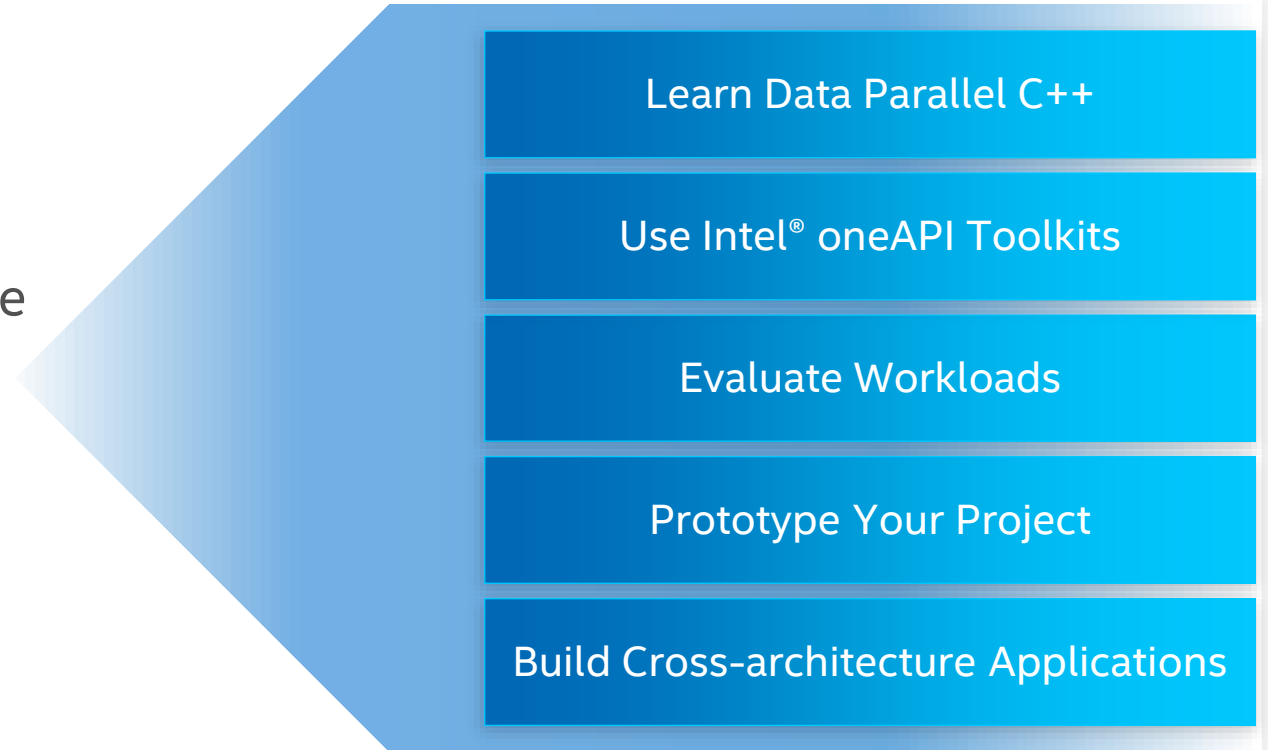 Learn Data Parallel C++
Use Intel® oneAPI Toolkits
e
Evaluate Workloads
Prototype Your Project
Build Cross-architecture Applications